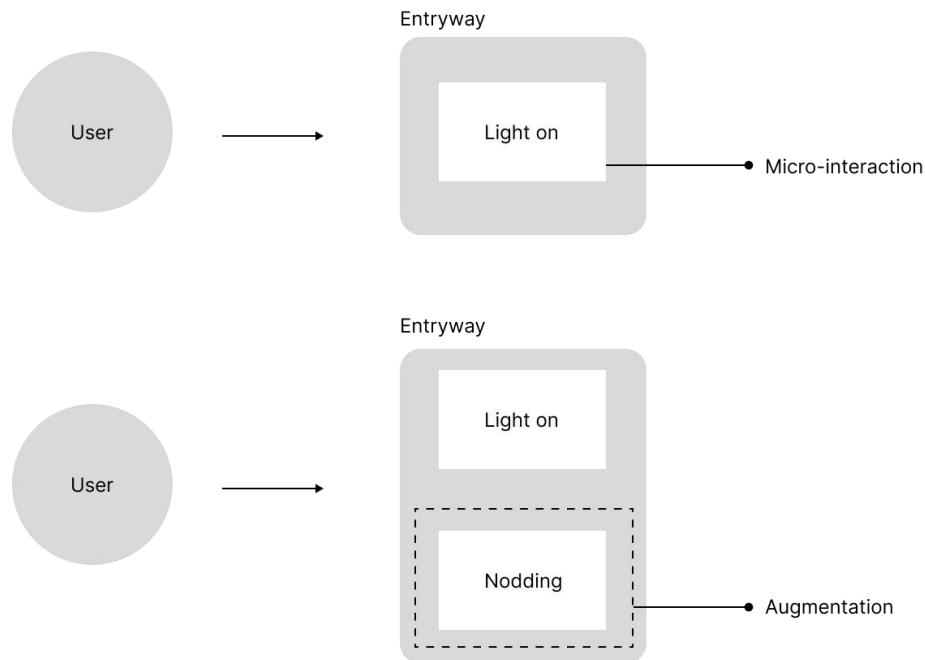 Entryway
User
Light on
Micro-interaction
Entryway
Light on
User
Nodding
Augmentation